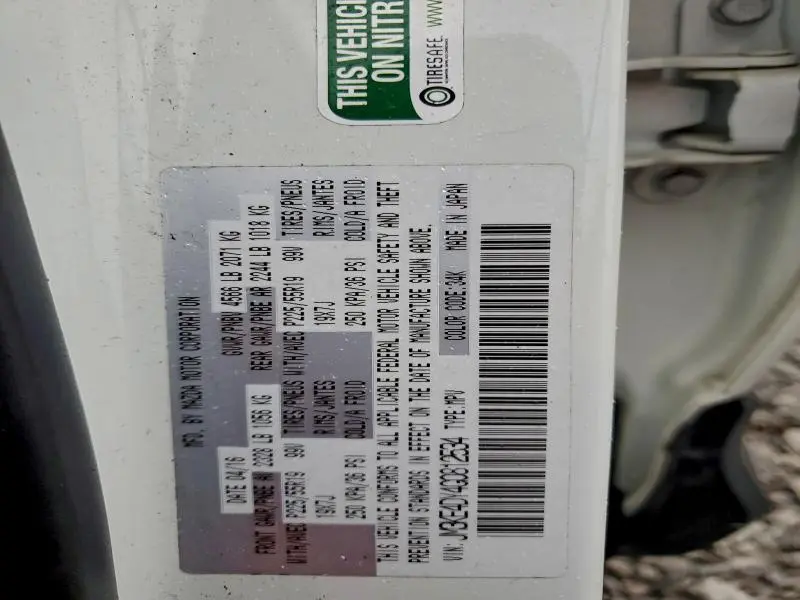 THIS VEHICL
ON NITR
TIRESAFE. WWW
MFD. BY MAZDA MOTOR CORPORATION
DATE 04/16 GVWR/PNBV 4566 LB 2071 KG
FRONT GAWR/PNBE AV 2328 LB 1056 KG REAR GAWR/PNBE AR 2244 LB 1018 KG
WITH/AVEC P225/55R19 99V TIRES/PNEUS WITH/AVEC P225/55R19 99V TIRES/PNEUS
19X7J RIMS/JANTES 19X7J RIMS/JANTES
250 KPA/36 PSI COLD/A FROID 250 KPA/36 PSI COLD/A FROID
THIS VEHICLE CONFORMS TO ALL APPLICABLE FEDERAL MOTOR VEHICLE SAFETY AND THEFT
PREVENTION STANDARDS IN EFFECT ON THE DATE OF MANUFACTURE SHOWN ABOVE.
VIN: TYPE:MPV COLOR CODE:34K MADE IN JAPAN